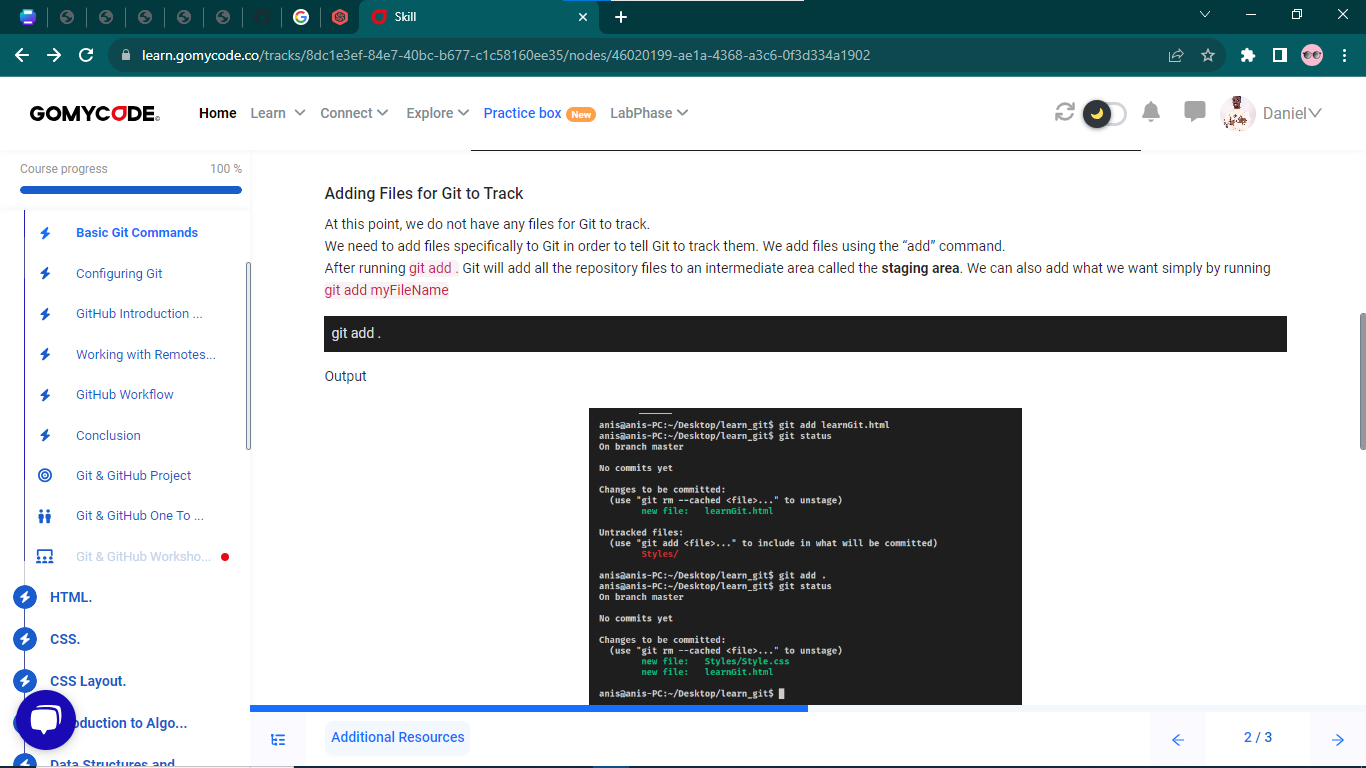 Skill
learn.gomycode.co/tracks/8dc1e3ef-84e7-40bc-b677-c1c58160ee35/nodes/46020199-ae1a-4368-a3c6-0f3d334a1902
GOMYCODE
Home Learn Connect Explore Practice box New LabPhase Daniel
Course progress 100 %
Basic Git Commands
Configuring Git
GitHub Introduction ...
Working with Remotes...
GitHub Workflow
Conclusion
Git & GitHub Project
Git & GitHub One To ...
Git & GitHub Worksho...
HTML.
CSS.
CSS Layout.
oduction to Algo...
Data Structures and
Adding Files for Git to Track
At this point, we do not have any files for Git to track.
We need to add files specifically to Git in order to tell Git to track them. We add files using the “add” command.
After running git add . Git will add all the repository files to an intermediate area called the staging area. We can also add what we want simply by running
git add myFileName
git add .
Output
anis@anis-PC:~/Desktop/learn_git$ git add learnGit.html
anis@anis-PC:~/Desktop/learn_git$ git status
On branch master
No commits yet
Changes to be committed:
(use "git rm --cached <file>..." to unstage)
new file: learnGit.html
Untracked files:
(use "git add <file>..." to include in what will be committed)
Styles/
anis@anis-PC:~/Desktop/learn_git$ git add .
anis@anis-PC:~/Desktop/learn_git$ git status
On branch master
No commits yet
Changes to be committed:
(use "git rm --cached <file>..." to unstage)
new file: Styles/Style.css
new file: learnGit.html
anis@anis-PC:~/Desktop/learn_git$
Additional Resources
2 / 3